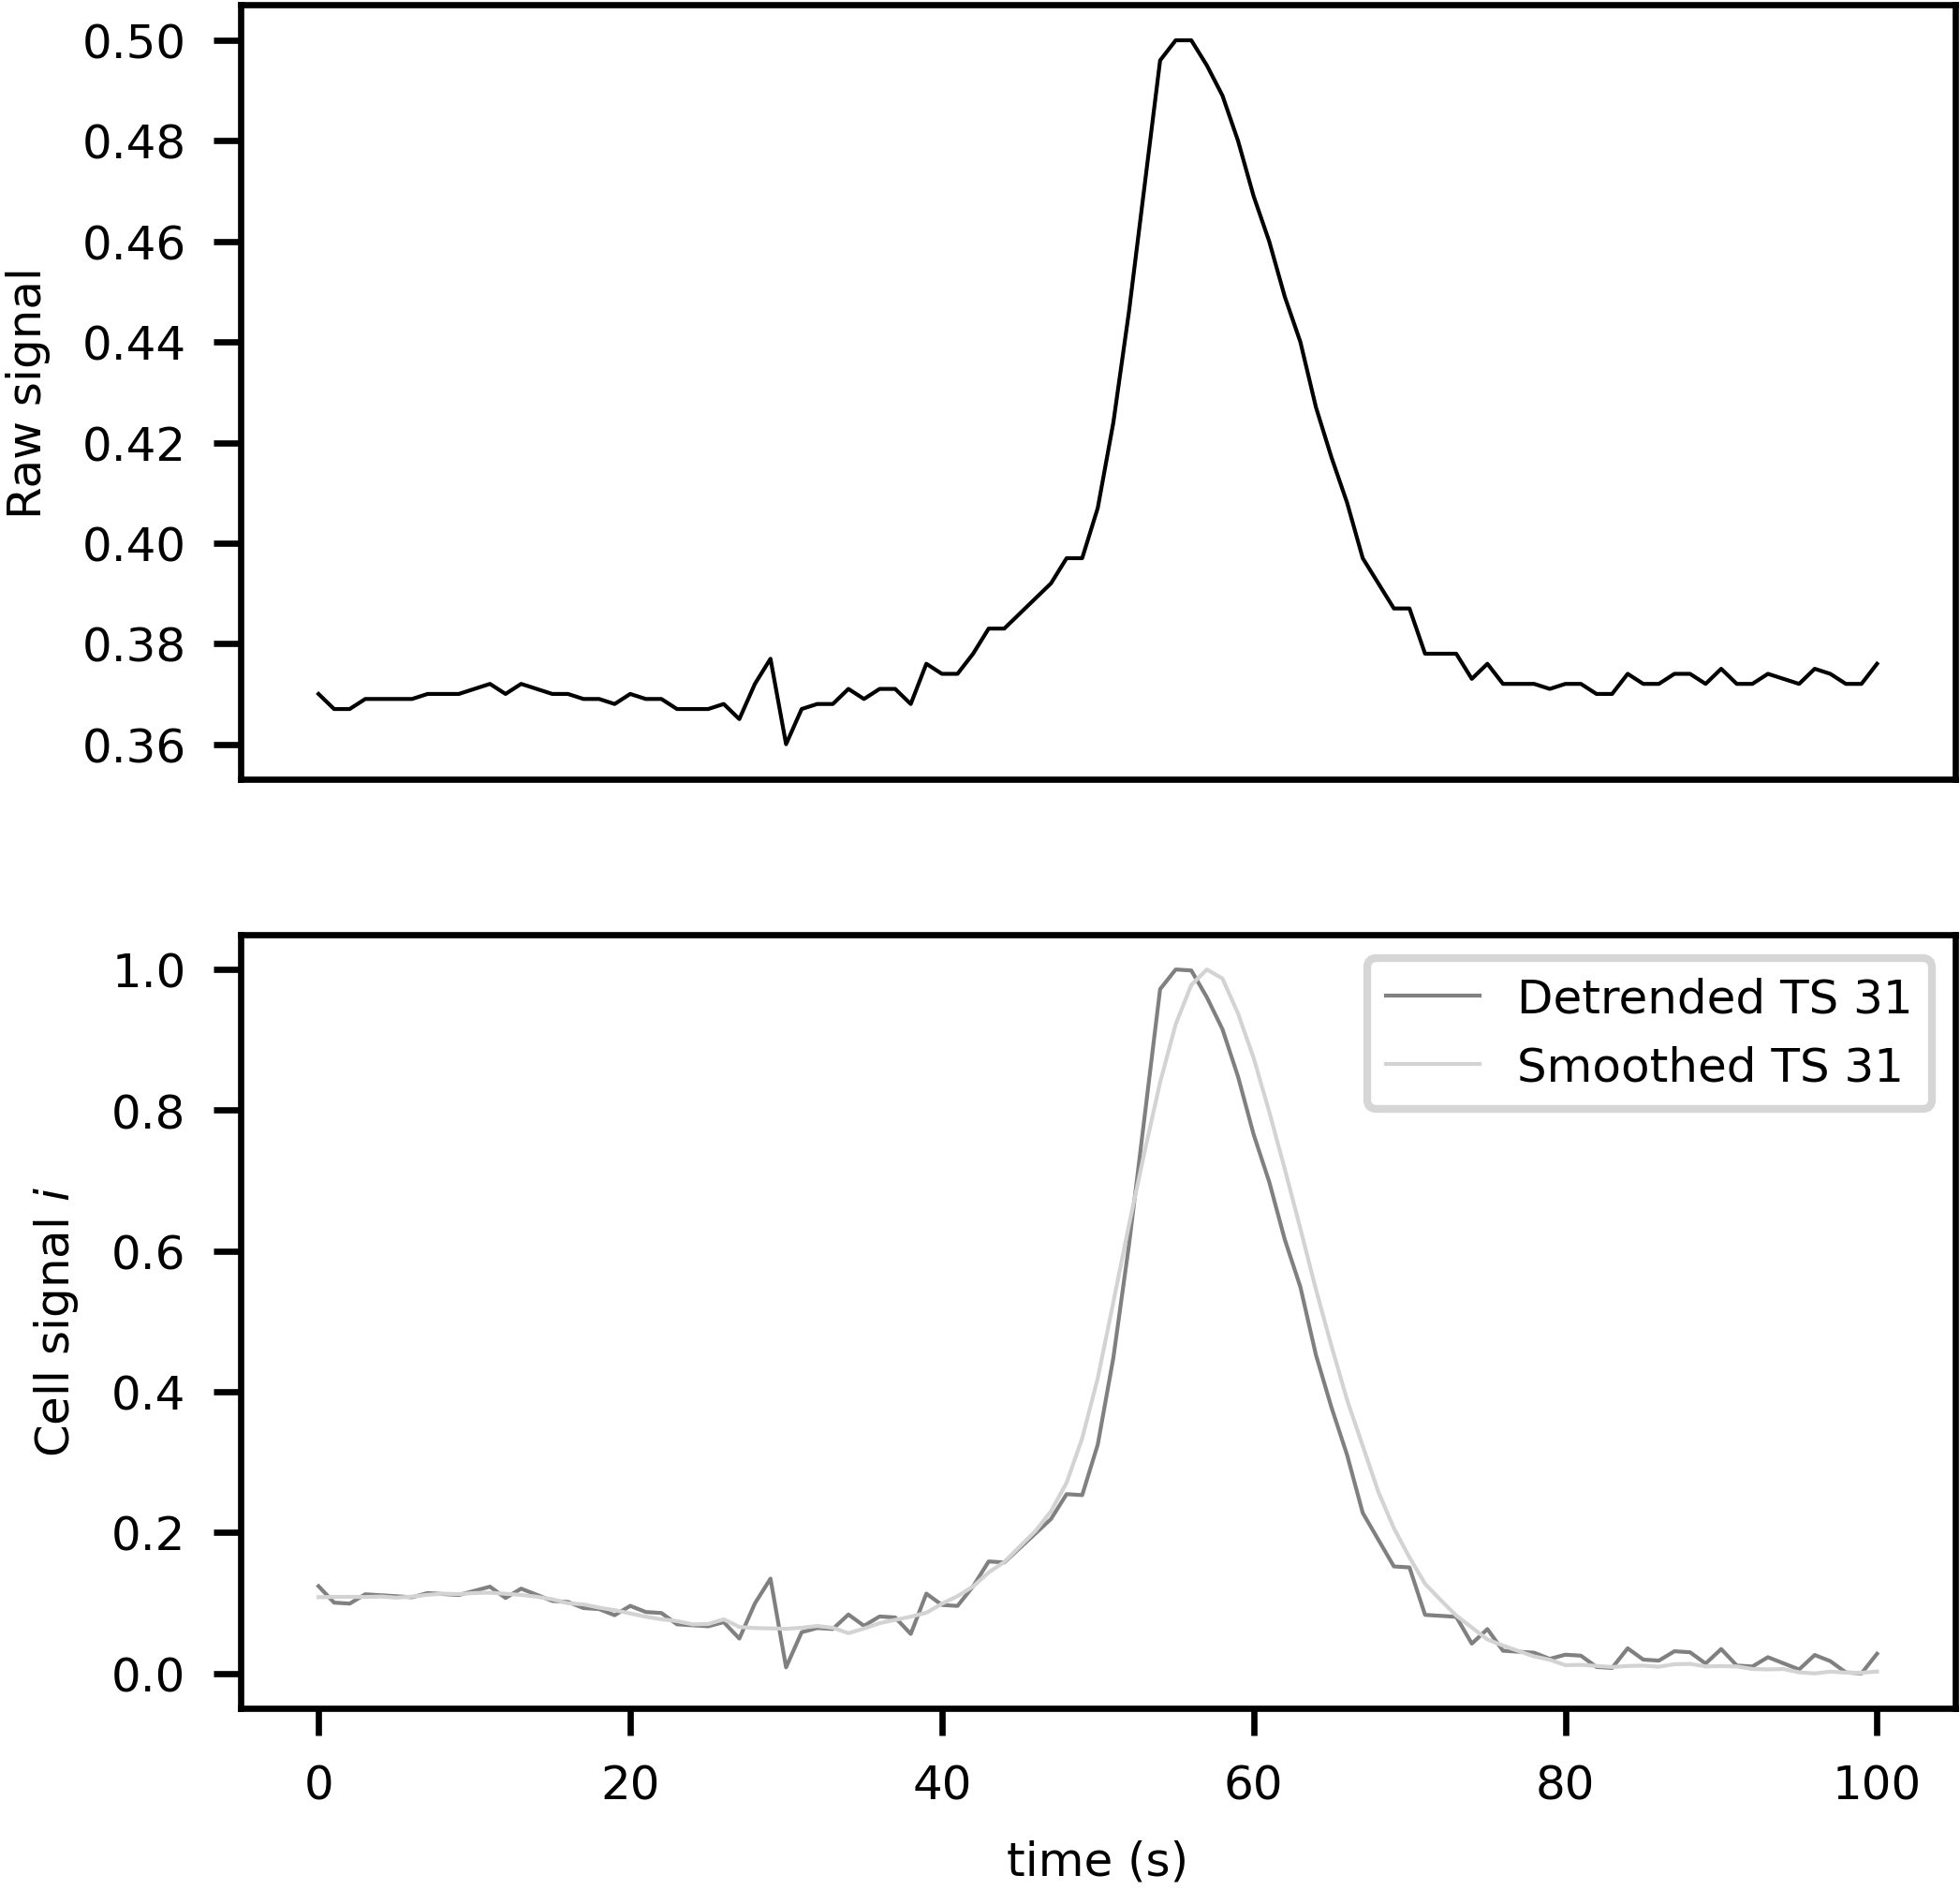 Raw signal
0.50
0.48
0.46
0.44
0.42
0.40
0.38
0.36
Cell signal i
1.0
0.8
0.6
0.4
0.2
0.0
Detrended TS 31
Smoothed TS 31
0 20 40 60 80 100
time (s)